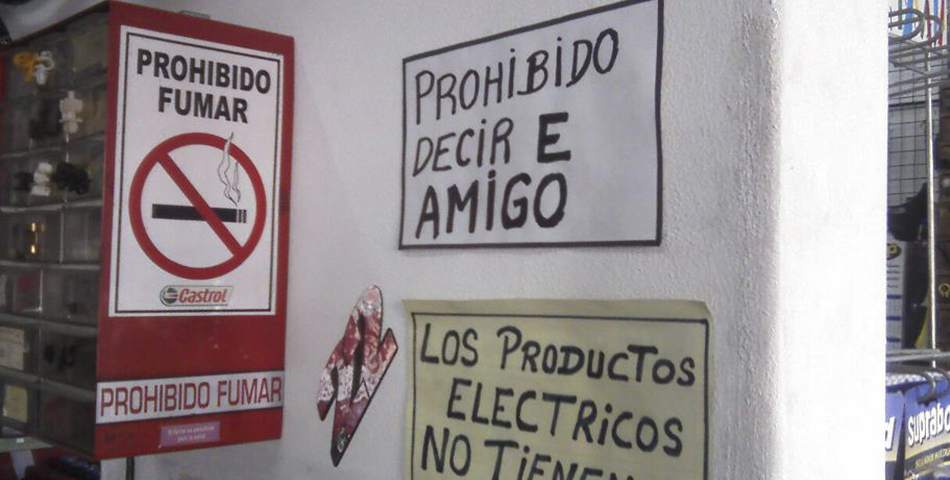 PROHIBIDO
FUMAR
Castrol
PROHIBIDO FUMAR
PROHIBIDO
DECIR E
AMIGO
LOS PRODUCTOS
ELECTRICOS
NO TIENEN